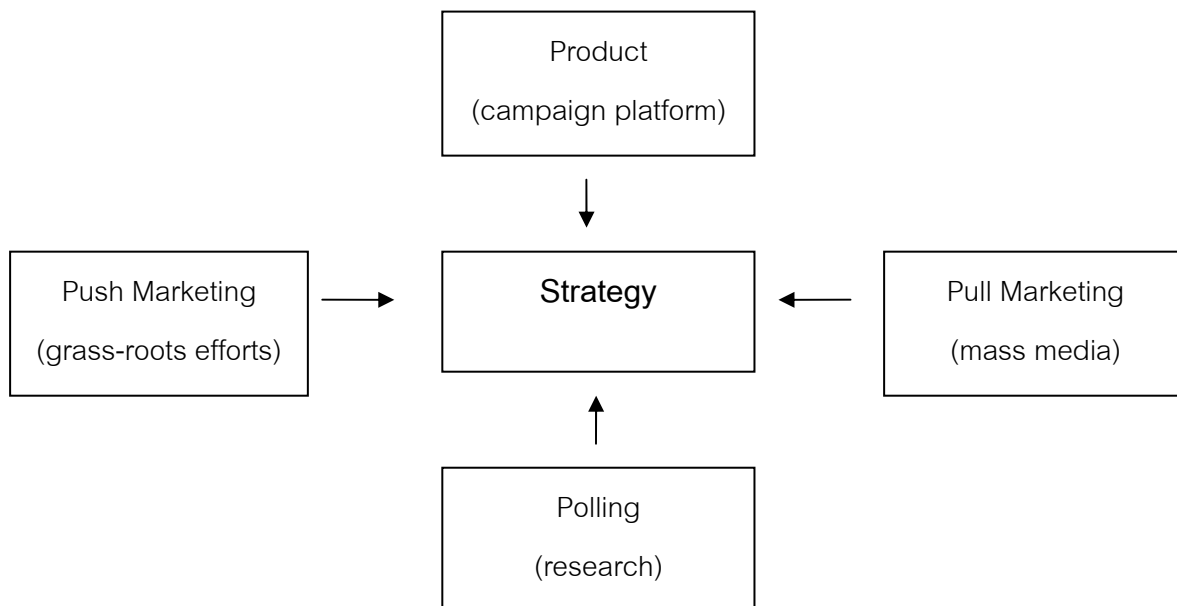 Product
(campaign platform)
Push Marketing
(grass-roots efforts)
Strategy
Pull Marketing
(mass media)
Polling
(research)